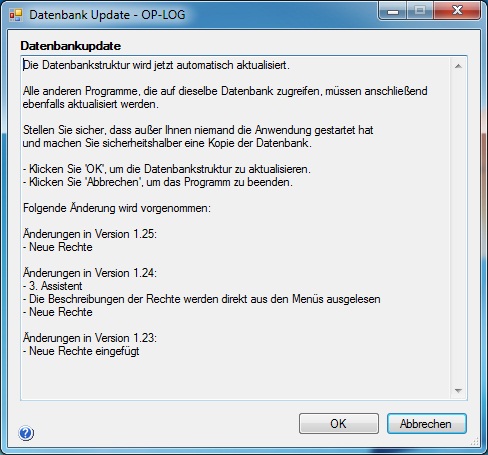 Datenbank Update - OP-LOG
Datenbankupdate
Die Datenbankstruktur wird jetzt automatisch aktualisiert.
Alle anderen Programme, die auf dieselbe Datenbank zugreifen, müssen anschließend
ebenfalls aktualisiert werden.
Stellen Sie sicher, dass außer Ihnen niemand die Anwendung gestartet hat
und machen Sie sicherheitshalber eine Kopie der Datenbank.
- Klicken Sie 'OK', um die Datenbankstruktur zu aktualisieren.
- Klicken Sie 'Abbrechen', um das Programm zu beenden.
Folgende Änderung wird vorgenommen:
Änderungen in Version 1.25:
- Neue Rechte
Änderungen in Version 1.24:
- 3. Assistent
- Die Beschreibungen der Rechte werden direkt aus den Menüs ausgelesen
- Neue Rechte
Änderungen in Version 1.23:
- Neue Rechte eingefügt
OK Abbrechen